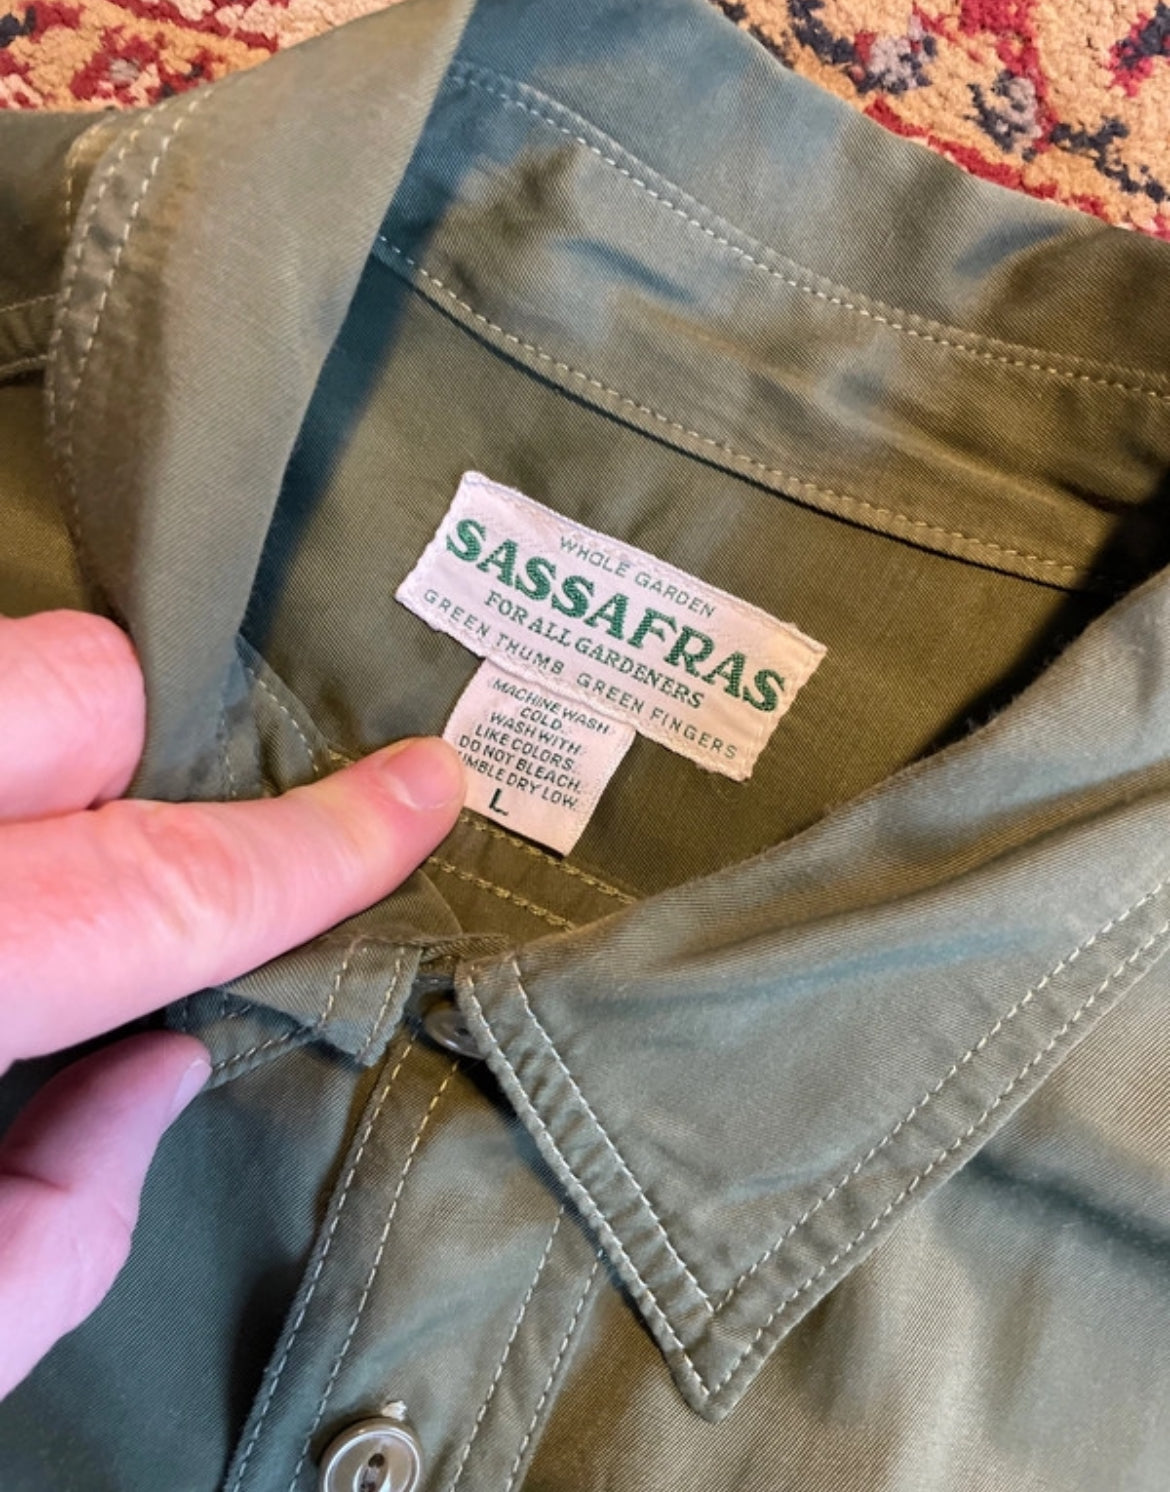 WHOLE GARDEN
SASSAFRAS
FOR ALL GARDENERS
GREEN THUMB GREEN FINGERS
MACHINE WASH
COLD.
WASH WITH
LIKE COLORS.
DO NOT BLEACH.
UMBLE DRY LOW.
L